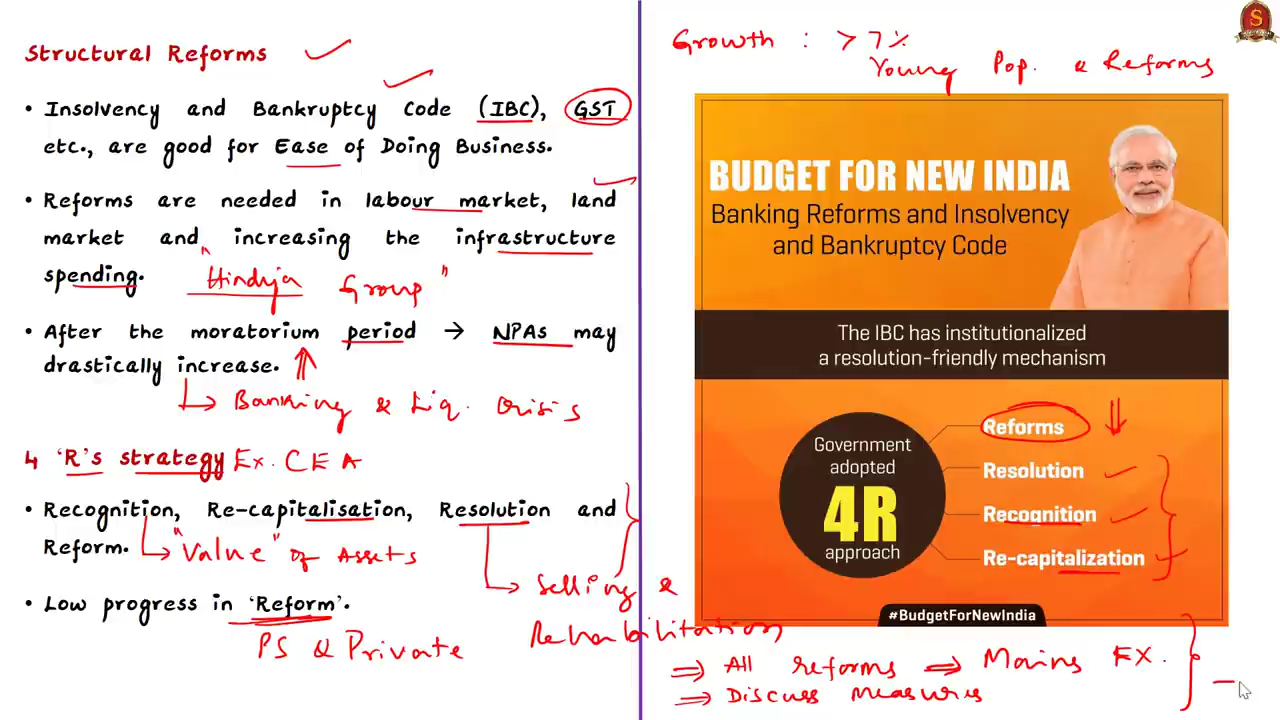 Structural Reforms
• Insolvency and Bankruptcy Code (IBC), GST
etc., are good for Ease of Doing Business.
• Reforms are needed in labour market, land
market and increasing the infrastructure
spending.
"Hinduja Group"
• After the moratorium period → NPAs may
drastically increase.
↳ Banking & Liq. Crisis
4 'R's strategy Ex. CEA
• Recognition, Re-capitalisation, Resolution and
Reform.
"Value" of Assets
Selling &
Rehabilitation
• Low progress in 'Reform'.
PS & Private
Growth : > 7%
Young Pop. & Reforms
BUDGET FOR NEW INDIA
Banking Reforms and Insolvency
and Bankruptcy Code
The IBC has institutionalized
a resolution-friendly mechanism
Government
adopted
4R
approach
Reforms
Resolution
Recognition
Re-capitalization
#BudgetForNewIndia
⇒ All reforms ⇒ Mains EX.
⇒ Discuss Measures